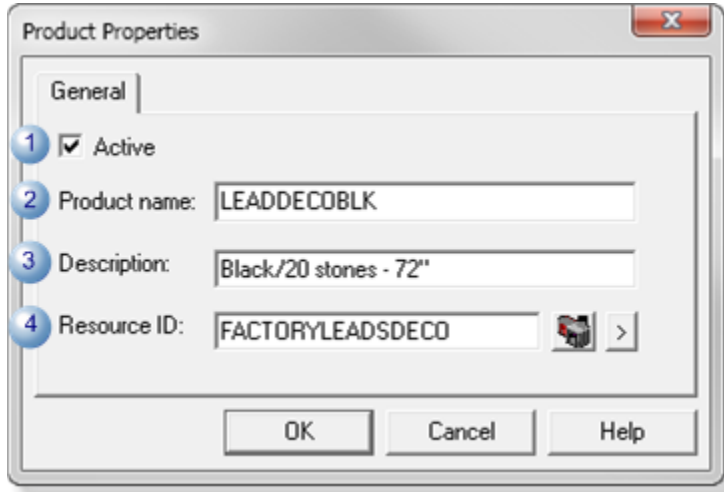 Product Properties
General
1 Active
2 Product name: LEADDECOBLK
3 Description: Black/20 stones - 72"
4 Resource ID: FACTORYLEADSDECO >
OK Cancel Help